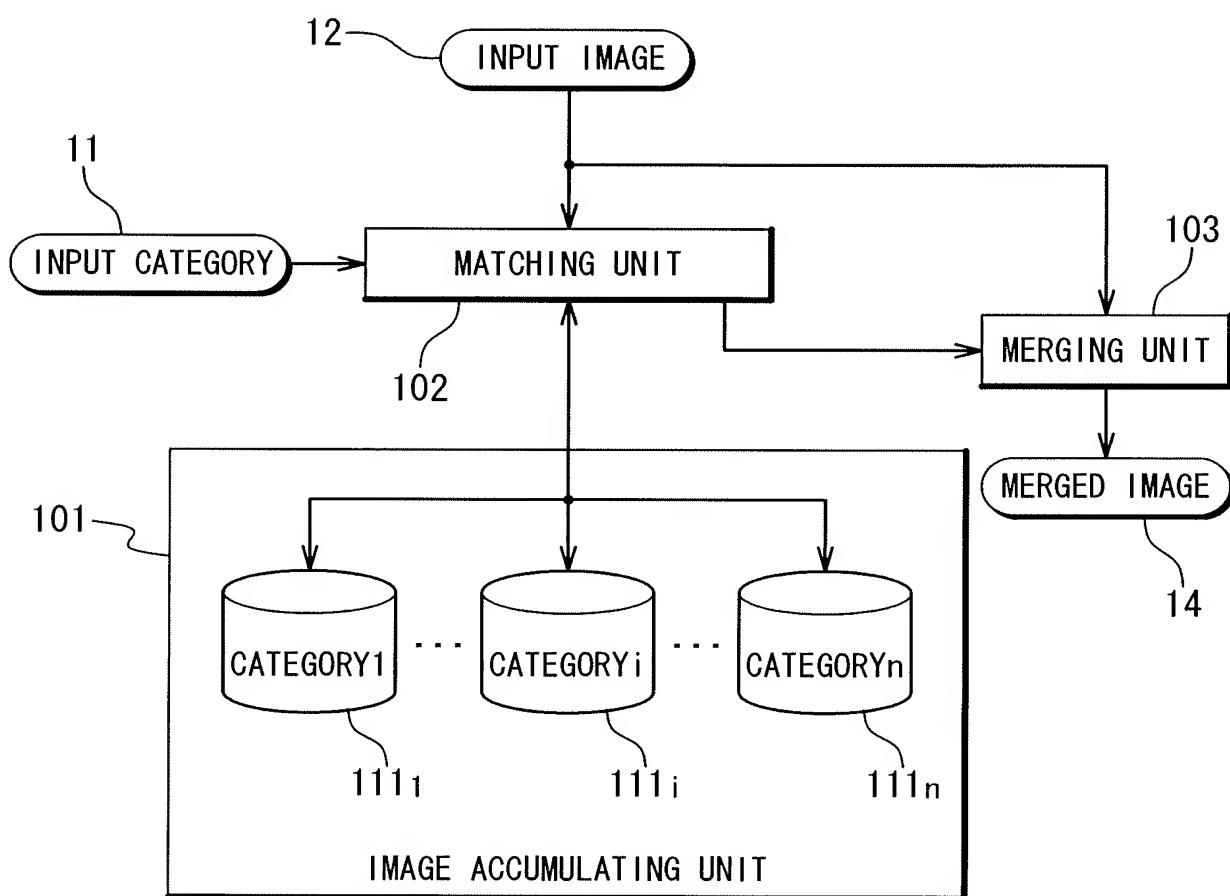 12
INPUT IMAGE
11
INPUT CATEGORY
MATCHING UNIT
103
102
MERGING UNIT
MERGED IMAGE
101
14
CATEGORY1
...
CATEGORYi
...
CATEGORYn
111₁
111ᵢ
111ₙ
IMAGE ACCUMULATING UNIT